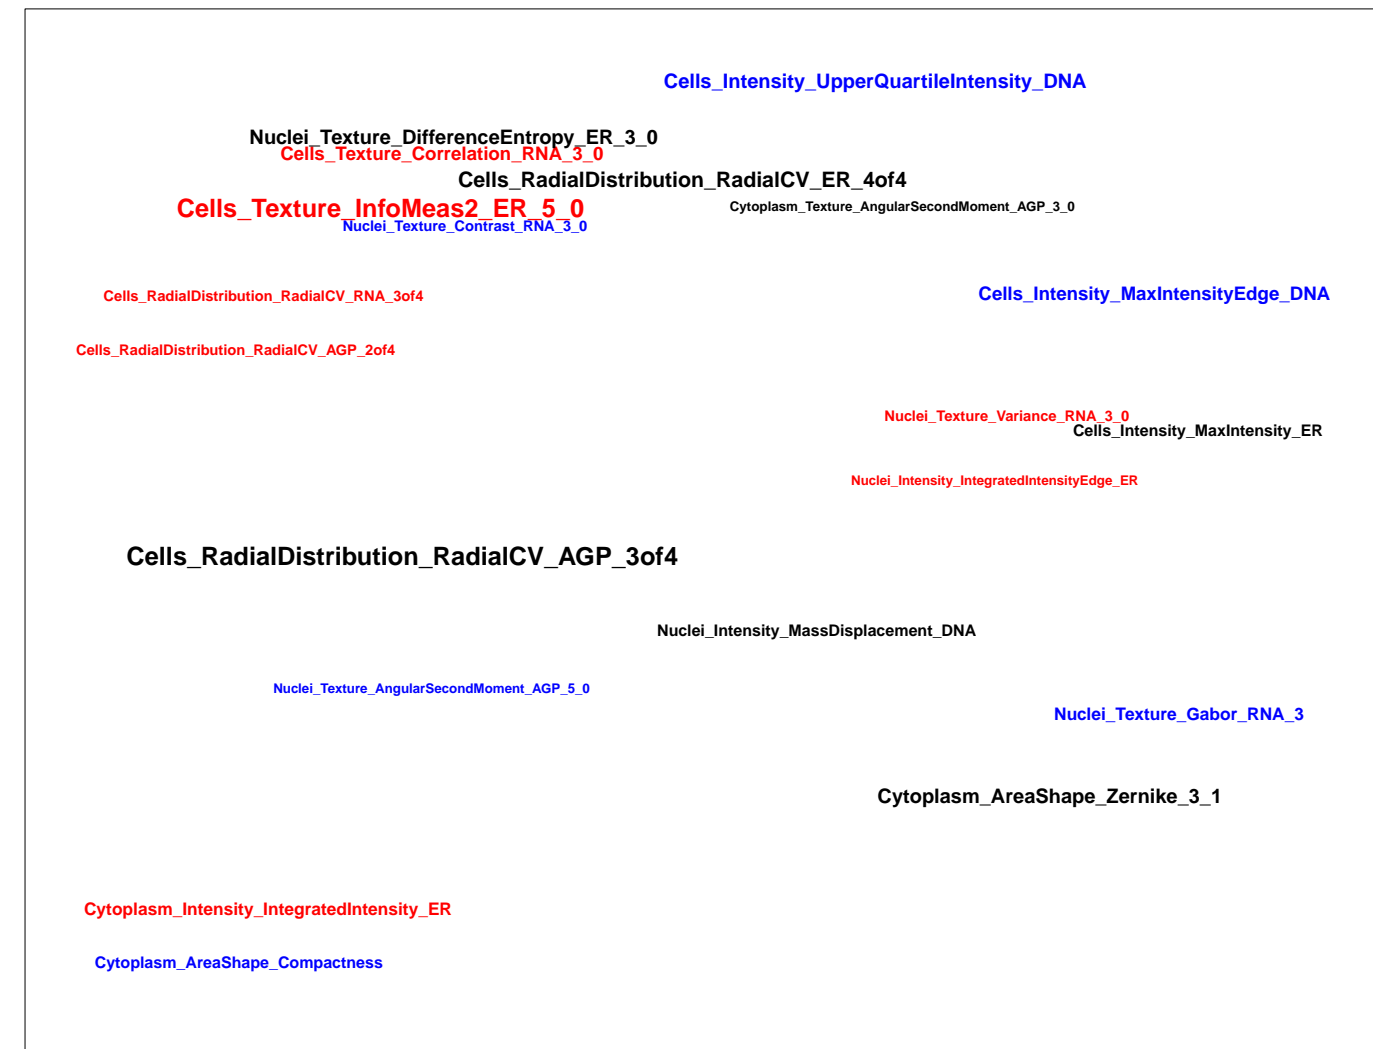 Cells_Intensity_UpperQuartileIntensity_DNA
Nuclei_Texture_DifferenceEntropy_ER_3_0
Cells_Texture_Correlation_RNA_3_0
Cells_RadialDistribution_RadialCV_ER_4of4
Cells_Texture_InfoMeas2_ER_5_0
Cytoplasm_Texture_AngularSecondMoment_AGP_3_0
Nuclei_Texture_Contrast_RNA_3_0
Cells_RadialDistribution_RadialCV_RNA_3of4
Cells_Intensity_MaxIntensityEdge_DNA
Cells_RadialDistribution_RadialCV_AGP_2of4
Nuclei_Texture_Variance_RNA_3_0
Cells_Intensity_MaxIntensity_ER
Nuclei_Intensity_IntegratedIntensityEdge_ER
Cells_RadialDistribution_RadialCV_AGP_3of4
Nuclei_Intensity_MassDisplacement_DNA
Nuclei_Texture_AngularSecondMoment_AGP_5_0
Nuclei_Texture_Gabor_RNA_3
Cytoplasm_AreaShape_Zernike_3_1
Cytoplasm_Intensity_IntegratedIntensity_ER
Cytoplasm_AreaShape_Compactness